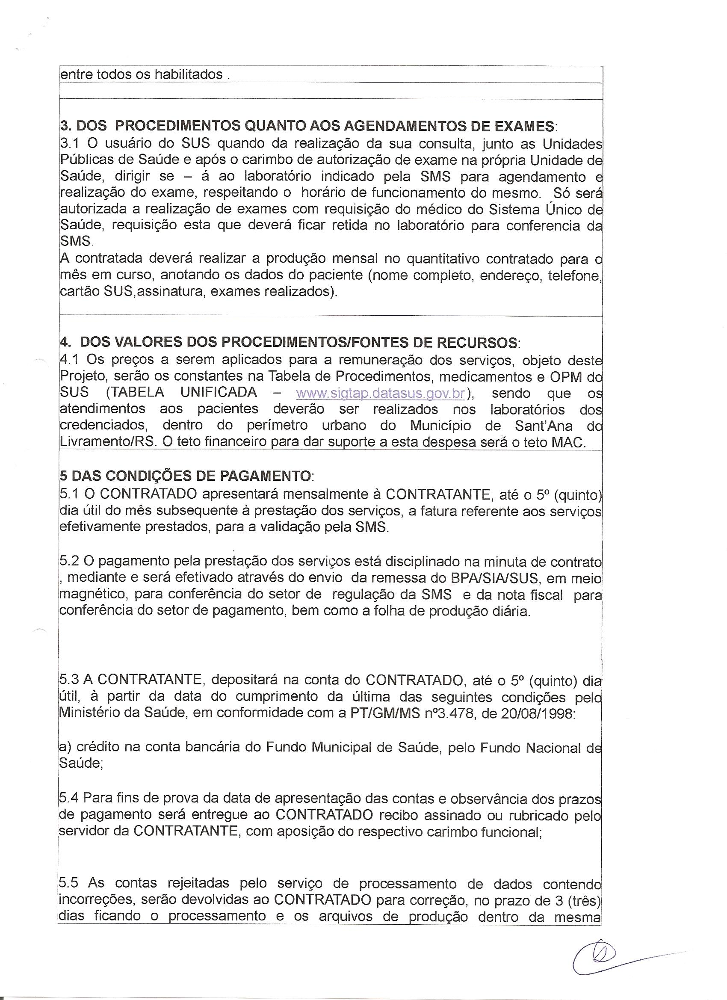 entre todos os habilitados .
3. DOS  PROCEDIMENTOS QUANTO AOS AGENDAMENTOS DE EXAMES:
3.1 O usuário do SUS quando da realização da sua consulta, junto as Unidades
Públicas de Saúde e após o carimbo de autorização de exame na própria Unidade de
Saúde, dirigir se – á ao laboratório indicado pela SMS para agendamento e
realização do exame, respeitando o  horário de funcionamento do mesmo.  Só será
autorizada a realização de exames com requisição do médico do Sistema Único de
Saúde, requisição esta que deverá ficar retida no laboratório para conferencia da
SMS.
A contratada deverá realizar a produção mensal no quantitativo contratado para o
mês em curso, anotando os dados do paciente (nome completo, endereço, telefone,
cartão SUS,assinatura, exames realizados).
4.  DOS VALORES DOS PROCEDIMENTOS/FONTES DE RECURSOS:
4.1 Os preços a serem aplicados para a remuneração dos serviços, objeto deste
Projeto, serão os constantes na Tabela de Procedimentos, medicamentos e OPM do
SUS (TABELA UNIFICADA – www.sigtap.datasus.gov.br), sendo que os
atendimentos aos pacientes deverão ser realizados nos laboratórios dos
credenciados, dentro do perímetro urbano do Município de Sant'Ana do
Livramento/RS. O teto financeiro para dar suporte a esta despesa será o teto MAC.
5 DAS CONDIÇÕES DE PAGAMENTO:
5.1 O CONTRATADO apresentará mensalmente à CONTRATANTE, até o 5º (quinto)
dia útil do mês subsequente à prestação dos serviços, a fatura referente aos serviços
efetivamente prestados, para a validação pela SMS.
5.2 O pagamento pela prestação dos serviços está disciplinado na minuta de contrato
, mediante e será efetivado através do envio  da remessa do BPA/SIA/SUS, em meio
magnético, para conferência do setor de  regulação da SMS  e da nota fiscal  para
conferência do setor de pagamento, bem como a folha de produção diária.
5.3 A CONTRATANTE, depositará na conta do CONTRATADO, até o 5º (quinto) dia
útil, à partir da data do cumprimento da última das seguintes condições pelo
Ministério da Saúde, em conformidade com a PT/GM/MS nº3.478, de 20/08/1998:
a) crédito na conta bancária do Fundo Municipal de Saúde, pelo Fundo Nacional de
Saúde;
5.4 Para fins de prova da data de apresentação das contas e observância dos prazos
de pagamento será entregue ao CONTRATADO recibo assinado ou rubricado pelo
servidor da CONTRATANTE, com aposição do respectivo carimbo funcional;
5.5 As contas rejeitadas pelo serviço de processamento de dados contendo
incorreções, serão devolvidas ao CONTRATADO para correção, no prazo de 3 (três)
dias ficando o processamento e os arquivos de produção dentro da mesma